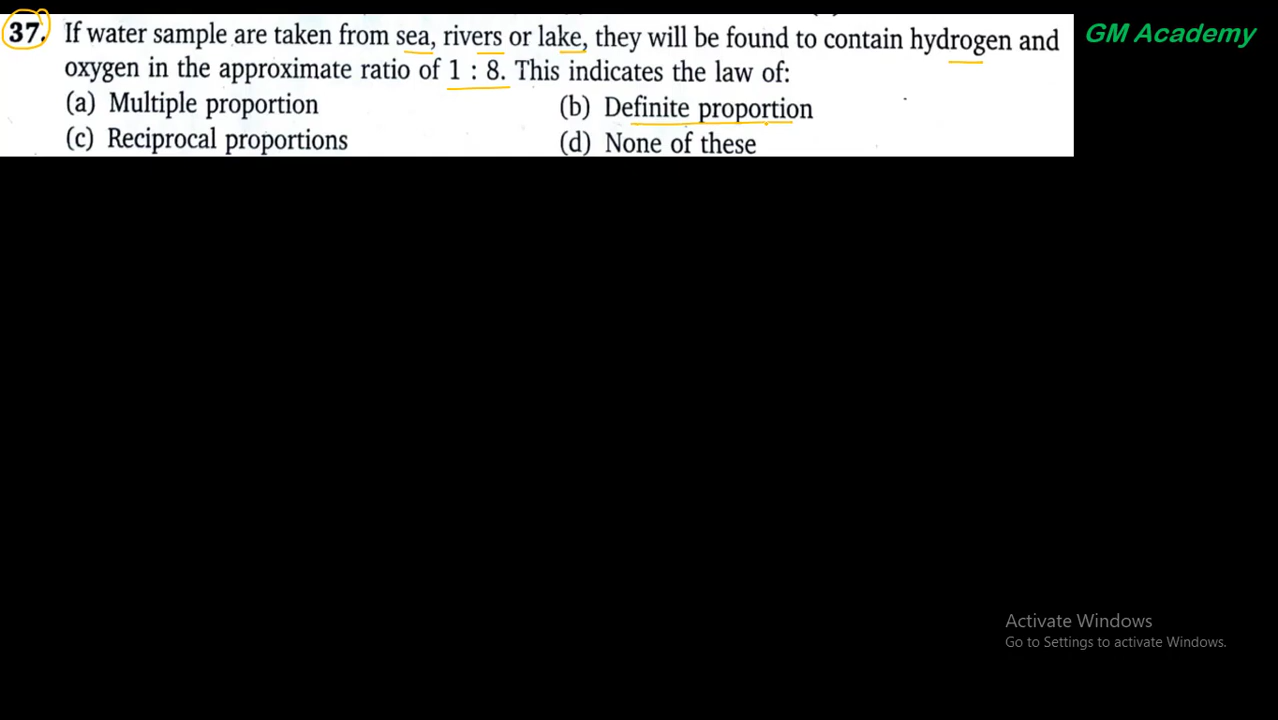 37. If water sample are taken from sea, rivers or lake, they will be found to contain hydrogen and
oxygen in the approximate ratio of 1 : 8. This indicates the law of:
(a) Multiple proportion (b) Definite proportion
(c) Reciprocal proportions (d) None of these
GM Academy
Activate Windows
Go to Settings to activate Windows.